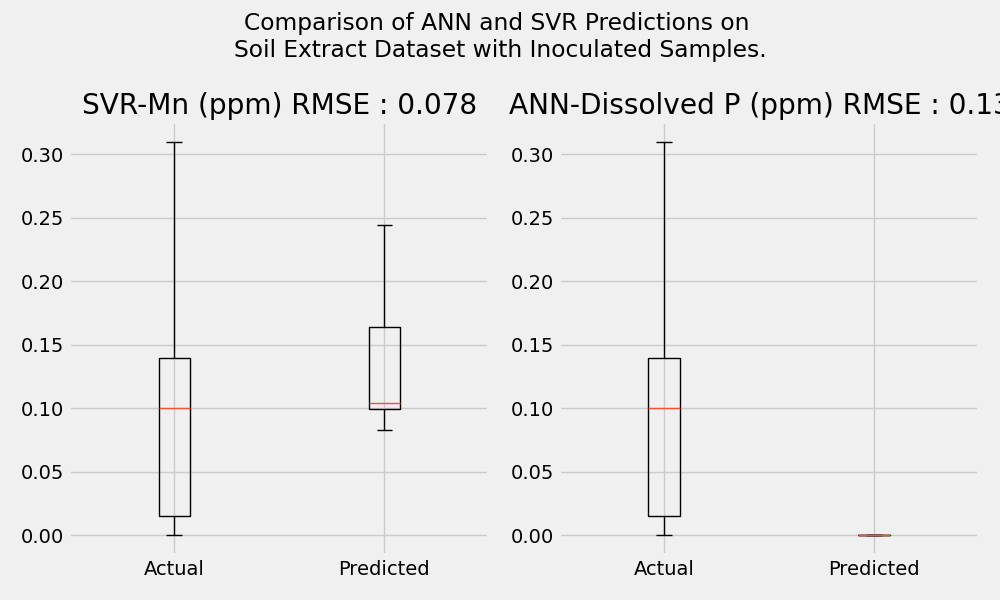 Comparison of ANN and SVR Predictions on
Soil Extract Dataset with Inoculated Samples.
SVR-Mn (ppm) RMSE : 0.078
0.30
0.25
0.20
0.15
0.10
0.05
0.00
Actual
Predicted
ANN-Dissolved P (ppm) RMSE : 0.13
0.30
0.25
0.20
0.15
0.10
0.05
0.00
Actual
Predicted